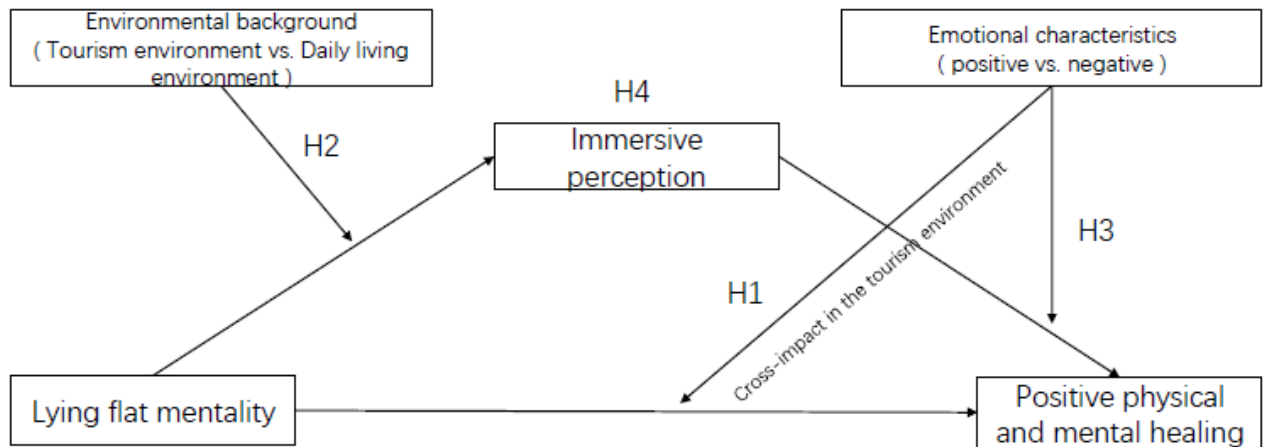 Environmental background
( Tourism environment vs. Daily living
environment )
Emotional characteristics
( positive vs. negative )
H4
Immersive
perception
H2
H3
H1
Cross-impact in the tourism environment
Lying flat mentality
Positive physical
and mental healing